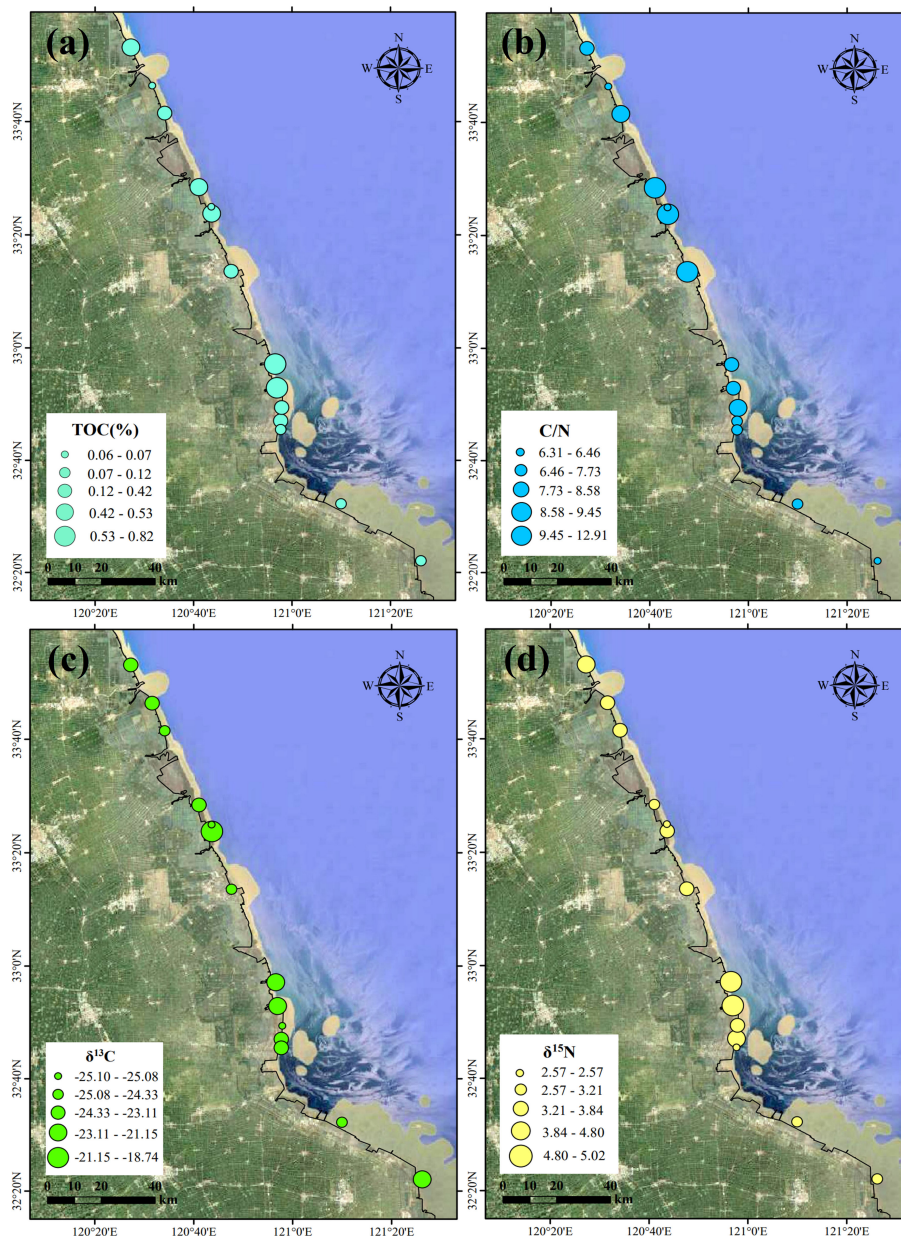 (a)
N
W E
S
33°40'N
33°20'N
33°0'N
32°40'N
32°20'N
TOC(%)
0.06 - 0.07
0.07 - 0.12
0.12 - 0.42
0.42 - 0.53
0.53 - 0.82
0 10 20 40
km
120°20'E 120°40'E 121°0'E 121°20'E
(b)
N
W E
S
33°40'N
33°20'N
33°0'N
32°40'N
32°20'N
C/N
6.31 - 6.46
6.46 - 7.73
7.73 - 8.58
8.58 - 9.45
9.45 - 12.91
0 10 20 40
km
120°20'E 120°40'E 121°0'E 121°20'E
(c)
N
W E
S
33°40'N
33°20'N
33°0'N
32°40'N
32°20'N
δ¹³C
-25.10 - -25.08
-25.08 - -24.33
-24.33 - -23.11
-23.11 - -21.15
-21.15 - -18.74
0 10 20 40
km
120°20'E 120°40'E 121°0'E 121°20'E
(d)
N
W E
S
33°40'N
33°20'N
33°0'N
32°40'N
32°20'N
δ¹⁵N
2.57 - 2.57
2.57 - 3.21
3.21 - 3.84
3.84 - 4.80
4.80 - 5.02
0 10 20 40
km
120°20'E 120°40'E 121°0'E 121°20'E